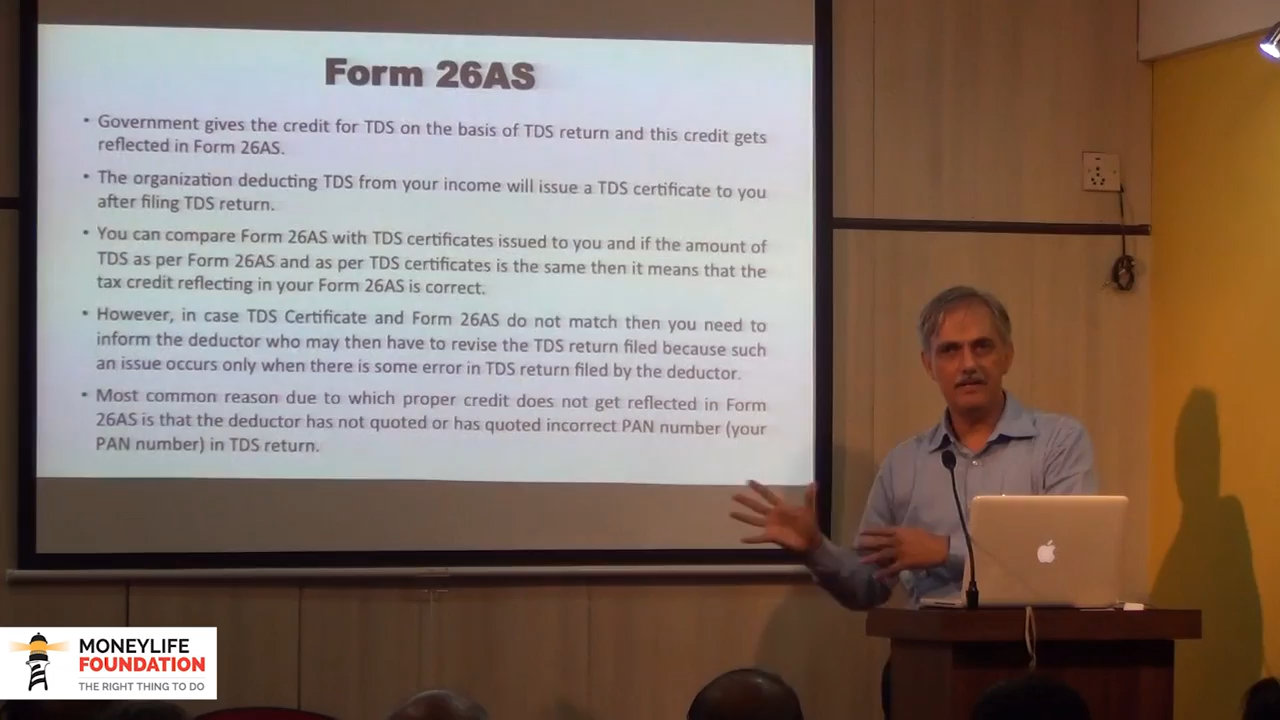 Form 26AS
• Government gives the credit for TDS on the basis of TDS return and this credit gets
reflected in Form 26AS.
• The organization deducting TDS from your income will issue a TDS certificate to you
after filing TDS return.
• You can compare Form 26AS with TDS certificates issued to you and if the amount of
TDS as per Form 26AS and as per TDS certificates is the same then it means that the
tax credit reflecting in your Form 26AS is correct.
• However, in case TDS Certificate and Form 26AS do not match then you need to
inform the deductor who may then have to revise the TDS return filed because such
an issue occurs only when there is some error in TDS return filed by the deductor.
• Most common reason due to which proper credit does not get reflected in Form
26AS is that the deductor has not quoted or has quoted incorrect PAN number (your
PAN number) in TDS return.
MONEYLIFE
FOUNDATION
THE RIGHT THING TO DO